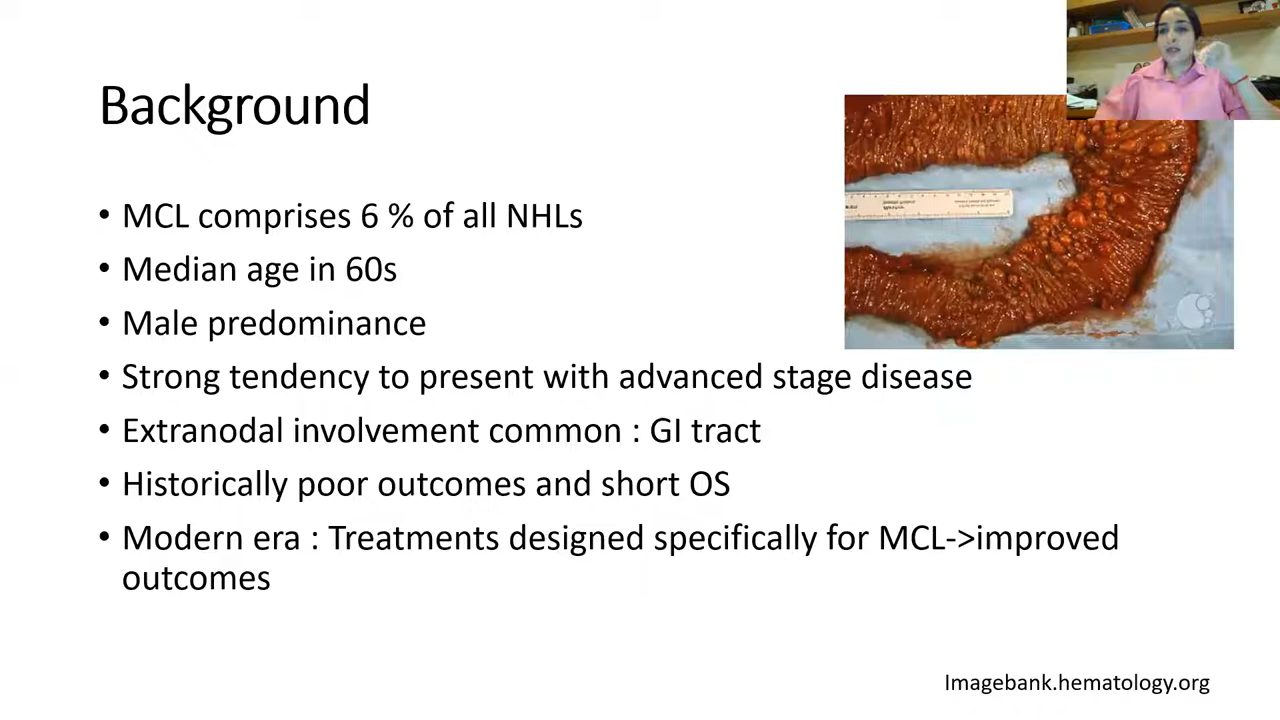 Background
• MCL comprises 6 % of all NHLs
• Median age in 60s
• Male predominance
• Strong tendency to present with advanced stage disease
• Extranodal involvement common : GI tract
• Historically poor outcomes and short OS
• Modern era : Treatments designed specifically for MCL->improved
outcomes
Imagebank.hematology.org